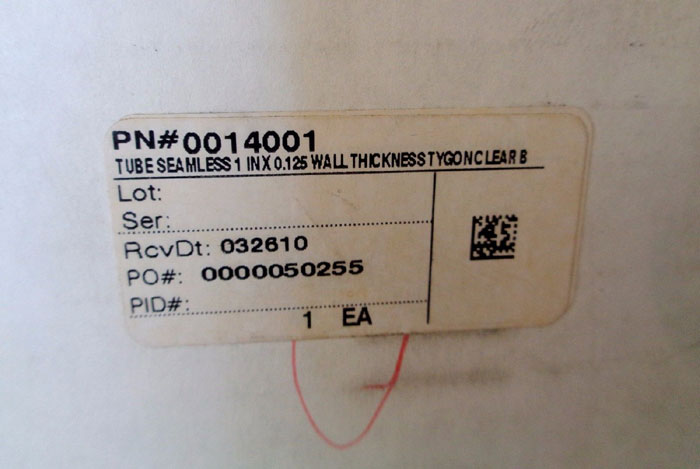 PN# 0014001
TUBE SEAMLESS 1 IN X 0.125 WALL THICKNESS TYGON CLEAR B
Lot:
Ser:
RcvDt: 032610
PO#: 0000050255
PID#:
1 EA